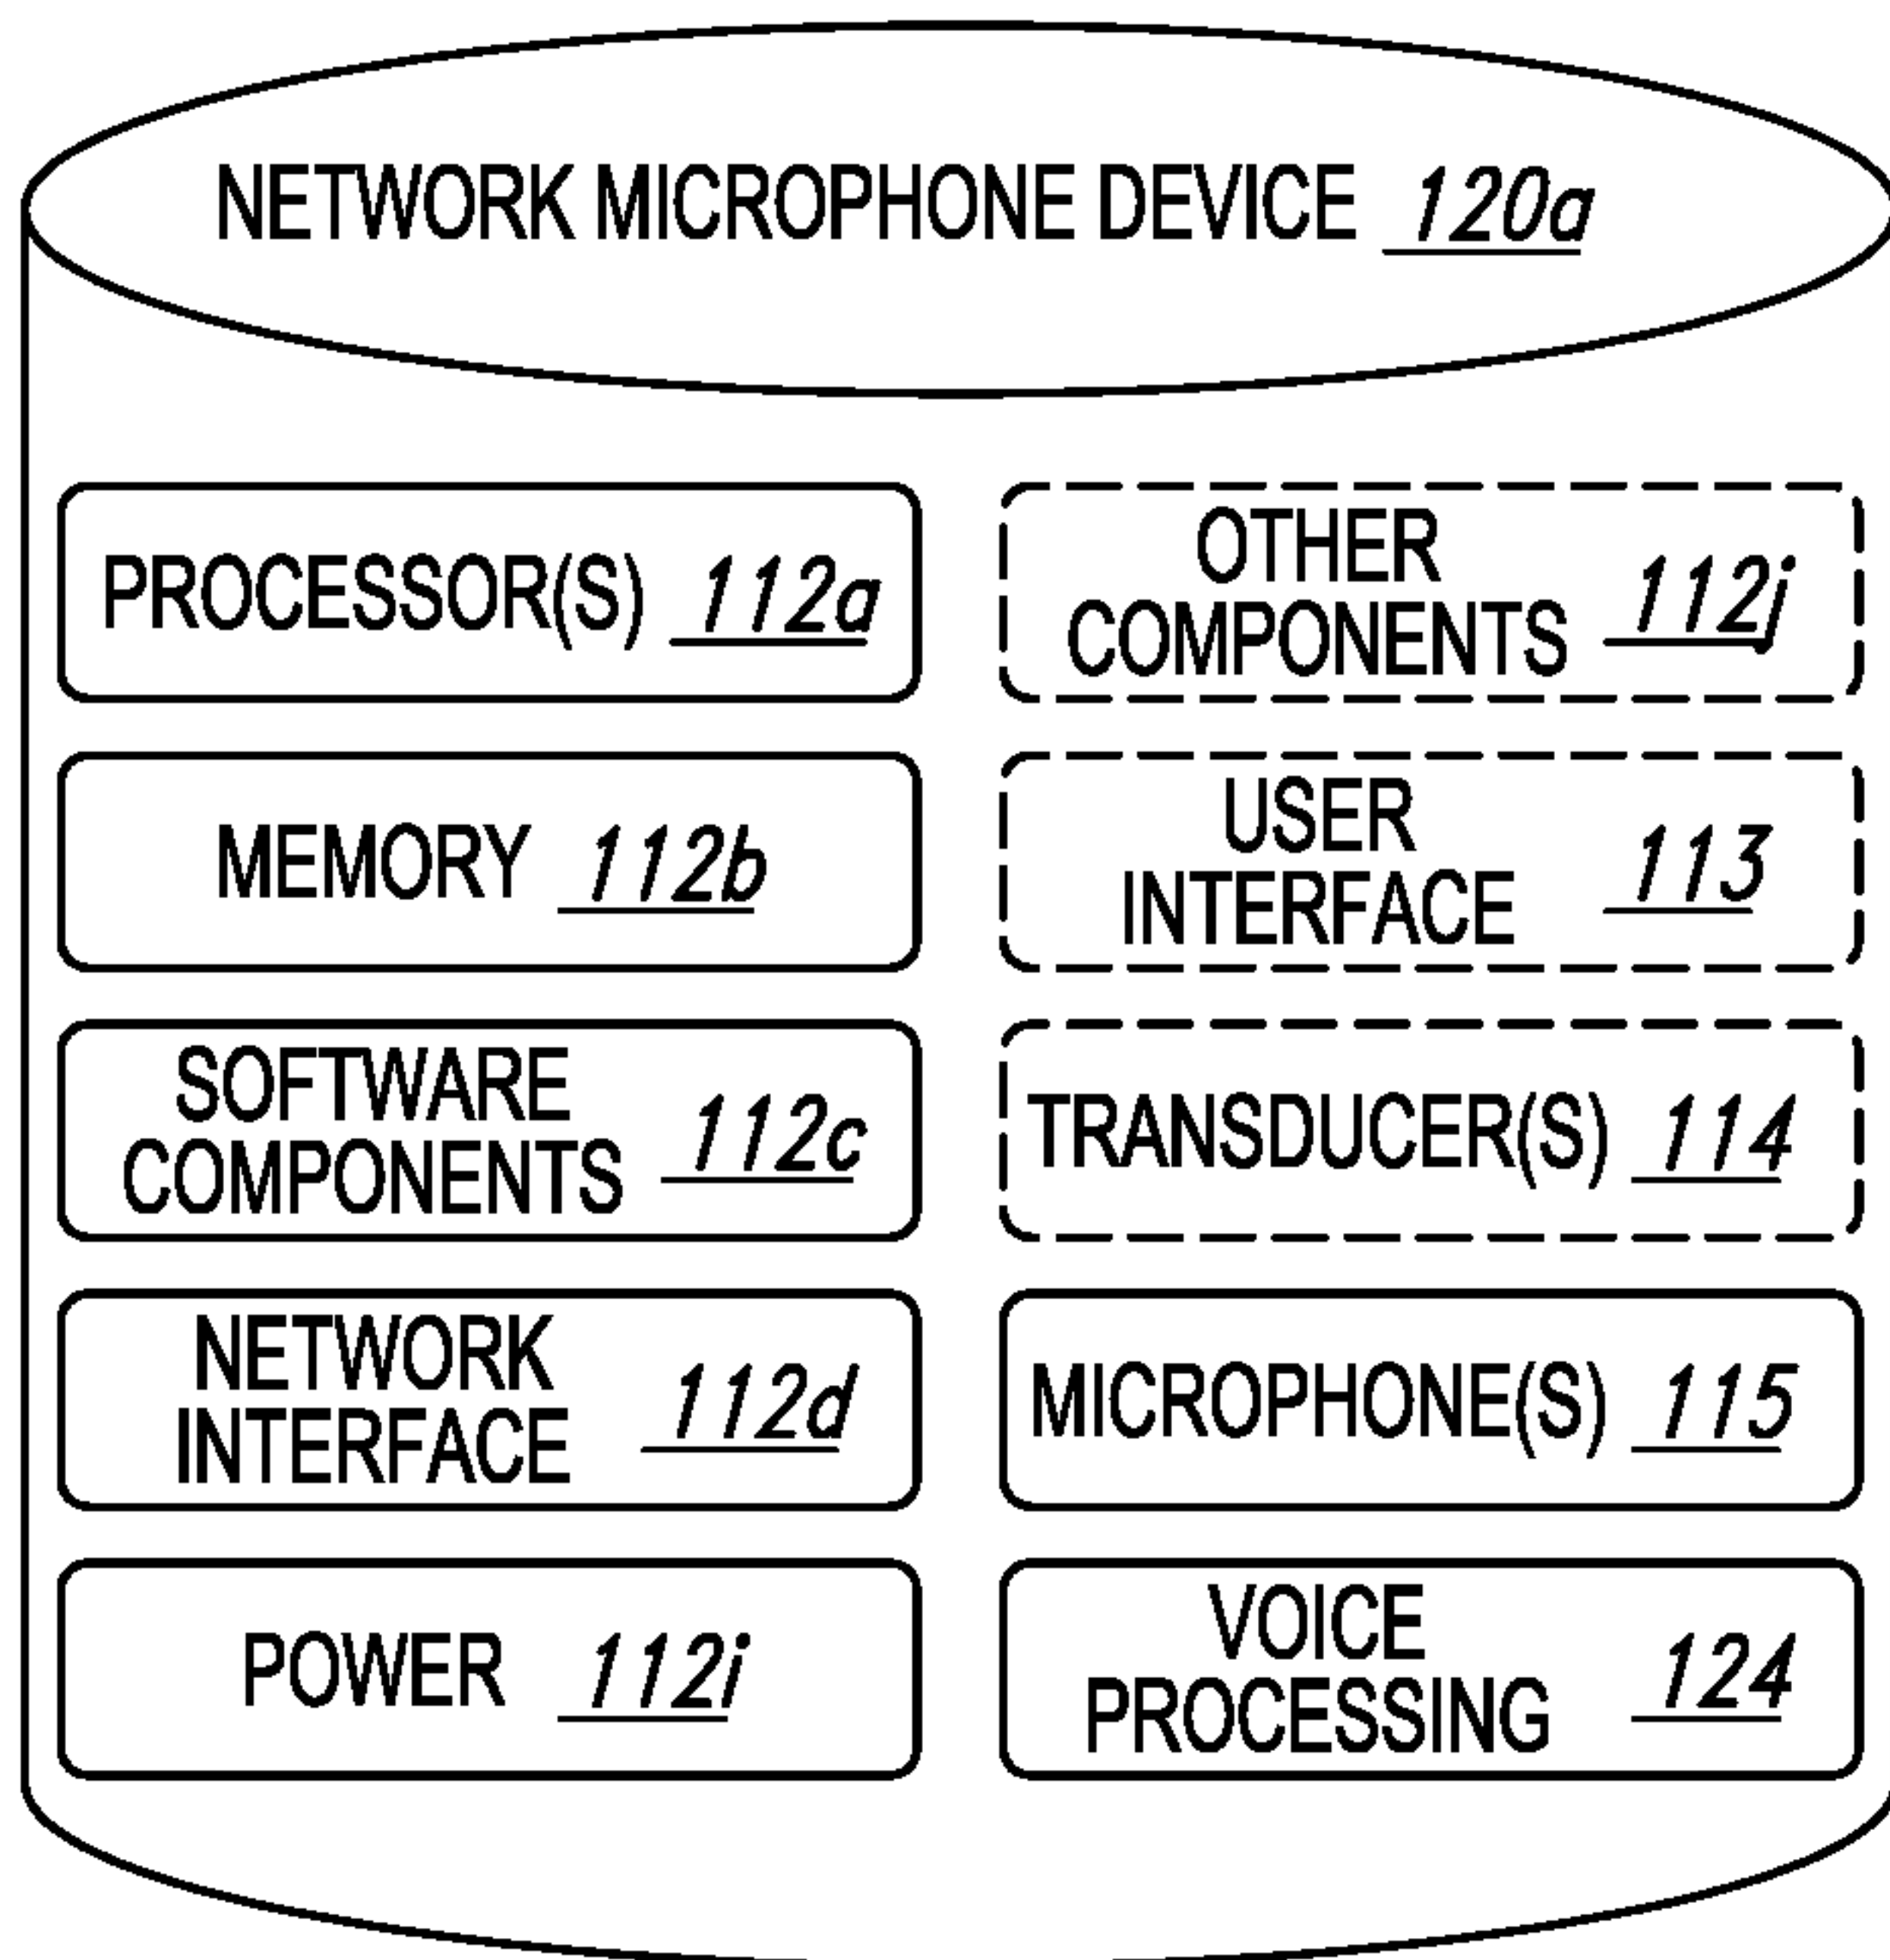 NETWORK MICROPHONE DEVICE 120a
PROCESSOR(S) 112a
MEMORY 112b
SOFTWARE
COMPONENTS 112c
NETWORK
INTERFACE 112d
POWER 112i
OTHER
COMPONENTS 112j
USER
INTERFACE 113
TRANSDUCER(S) 114
MICROPHONE(S) 115
VOICE
PROCESSING 124